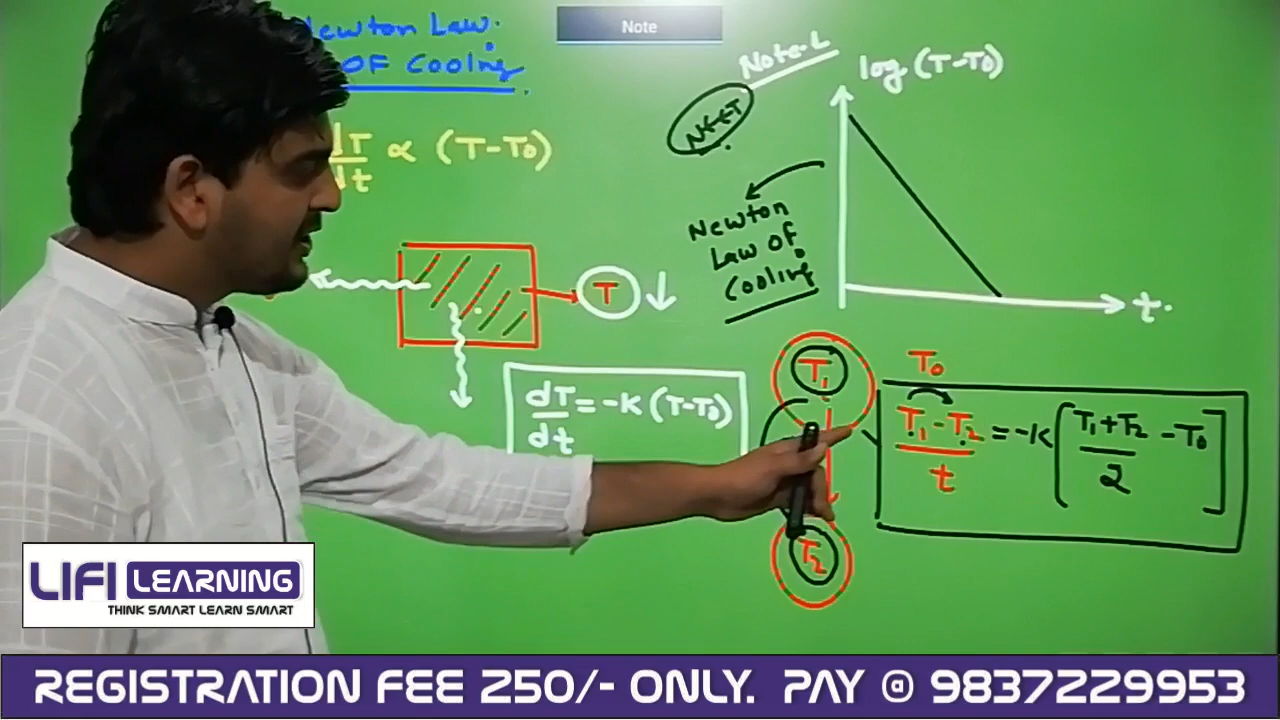 Note
Newton Law.
OF Cooling.
dT/dt ∝ (T-T₀)
T ↓
dT/dt = -K (T-T₀)
Note-L
NEET
Newton
Law of
Cooling
log (T-T₀)
t.
T₁
T₂
T₀
T₁-T₂/t = -K [T₁+T₂/2 - T₀]
LIFI LEARNING
THINK SMART LEARN SMART
REGISTRATION FEE 250/- ONLY. PAY @ 9837229953